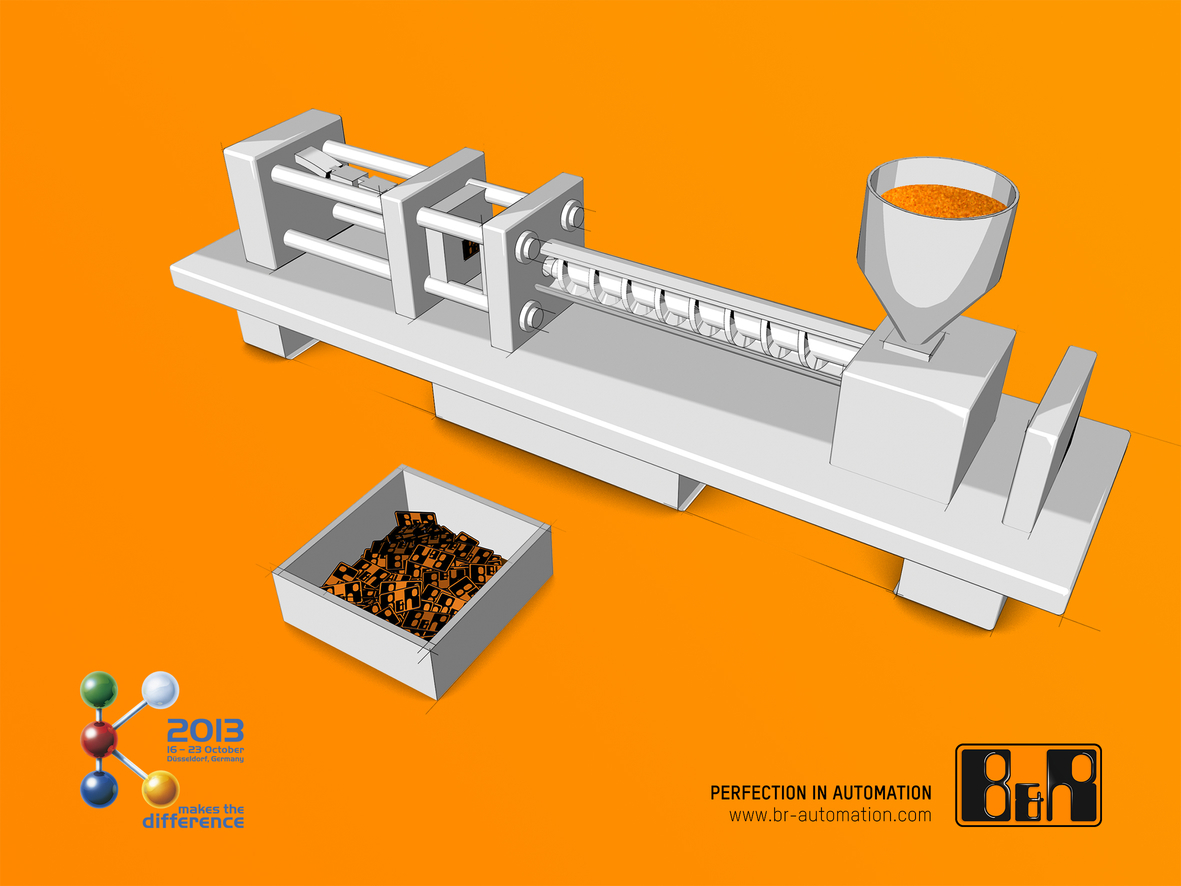 2013
16 – 23 October
Düsseldorf, Germany
makes the
difference
PERFECTION IN AUTOMATION
www.br-automation.com
B&R